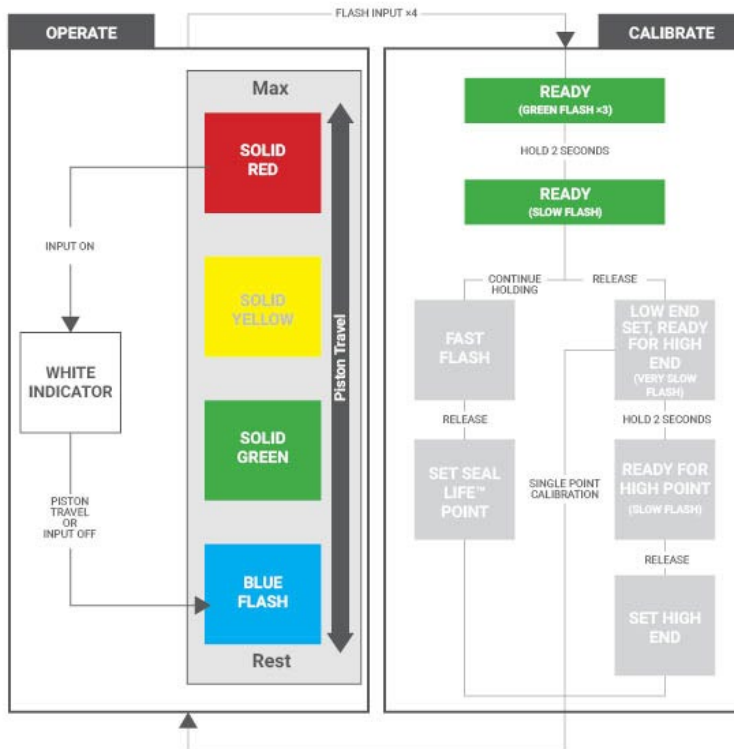 FLASH INPUT ×4
OPERATE
Max
SOLID
RED
INPUT ON
SOLID
YELLOW
WHITE
INDICATOR
Piston Travel
SOLID
GREEN
PISTON
TRAVEL
OR
INPUT OFF
BLUE
FLASH
Rest
CALIBRATE
READY
(GREEN FLASH ×3)
HOLD 2 SECONDS
READY
(SLOW FLASH)
CONTINUE
HOLDING
RELEASE
FAST
FLASH
RELEASE
SET SEAL
LIFE™
POINT
LOW END
SET, READY
FOR HIGH
END
(VERY SLOW
FLASH)
HOLD 2 SECONDS
SINGLE POINT
CALIBRATION
READY FOR
HIGH POINT
(SLOW FLASH)
RELEASE
SET HIGH
END